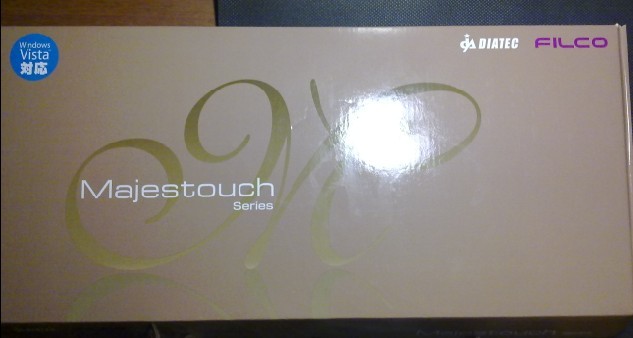 Windows
Vista
対応
DIATEC FILCO
Majestouch
Series